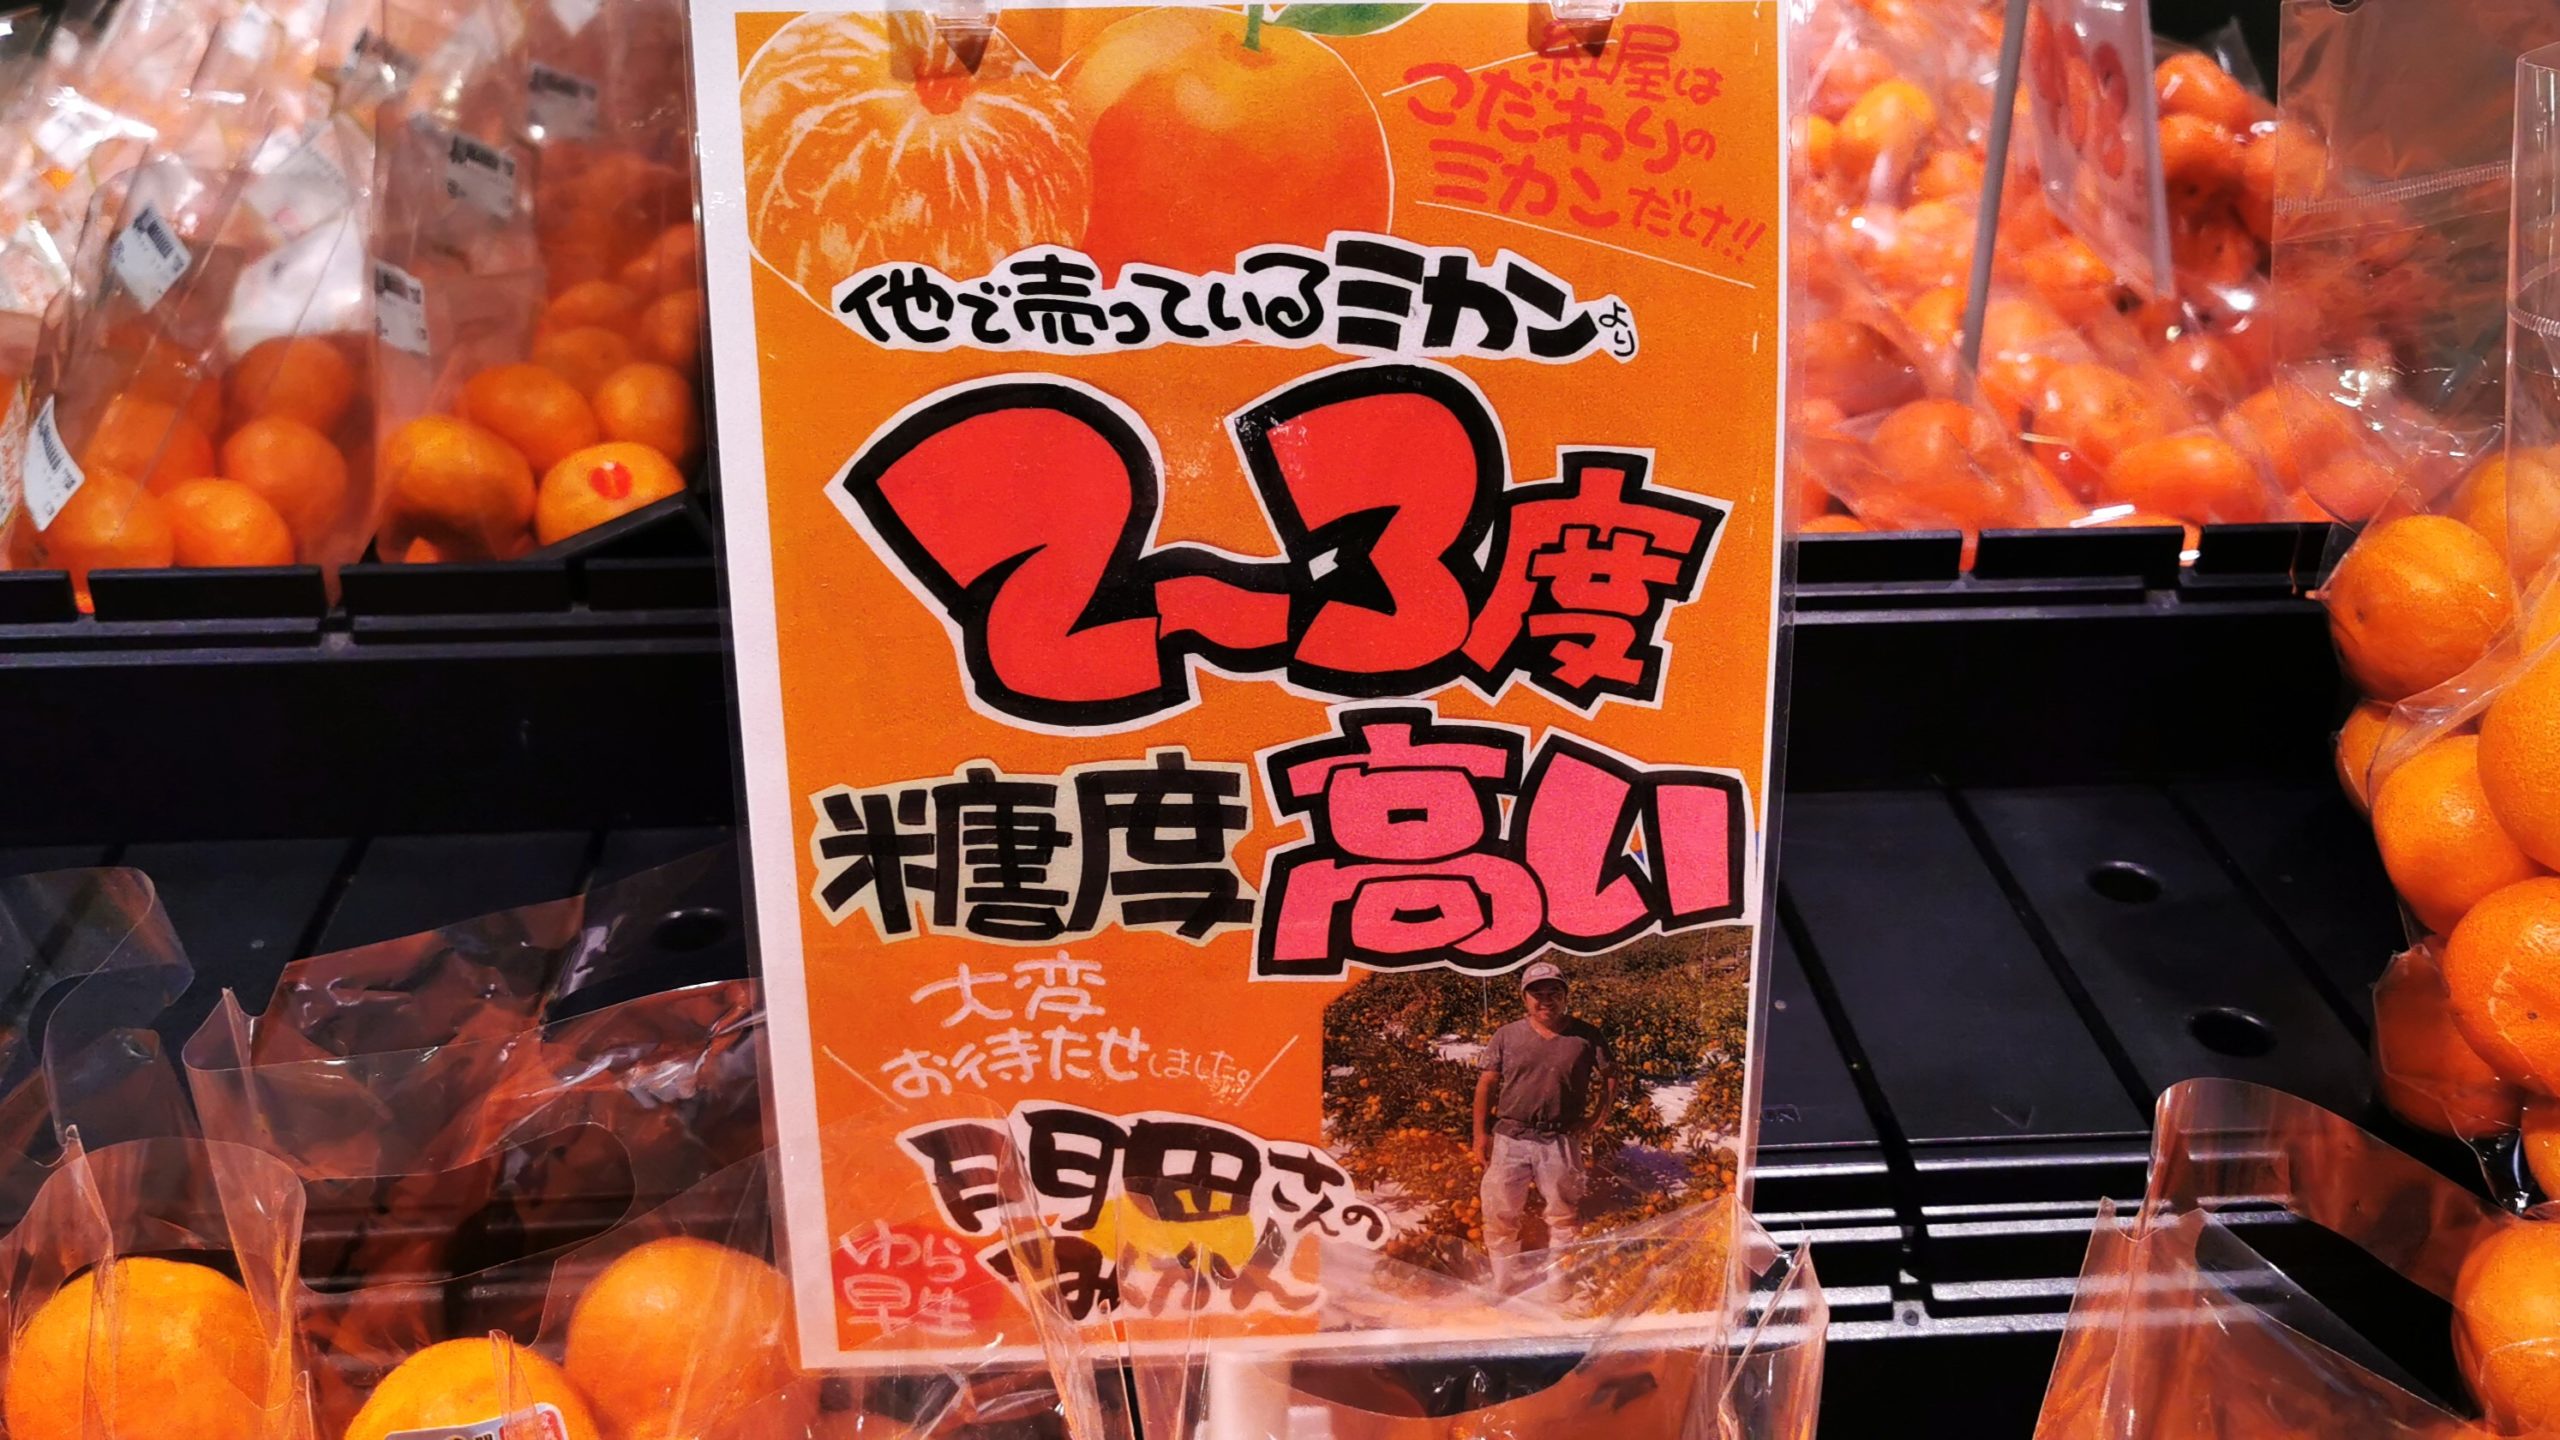 紅屋は
こだわりの
ミカンだけ!!
他で売っているミカンより
2~3度
糖度高い
大変
お待たせしました。
さんの
ゆら
早生
みかん